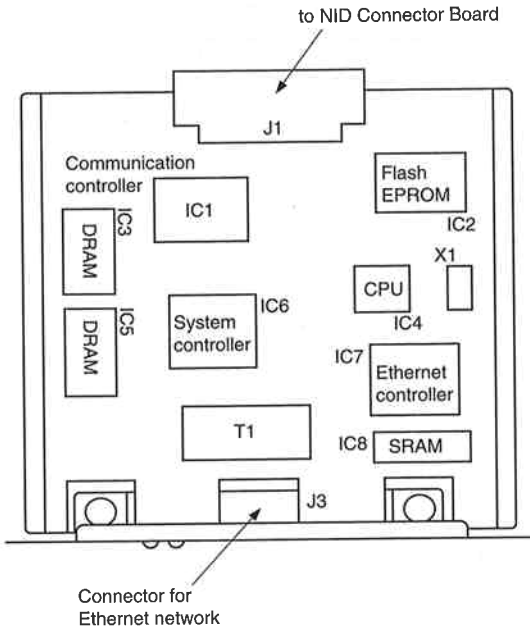 to NID Connector Board
J1
Communication
controller
IC1
Flash
EPROM
IC2
IC3
DRAM
X1
CPU
IC4
IC5
DRAM
IC6
System
controller
IC7
Ethernet
controller
T1
IC8
SRAM
J3
Connector for
Ethernet network